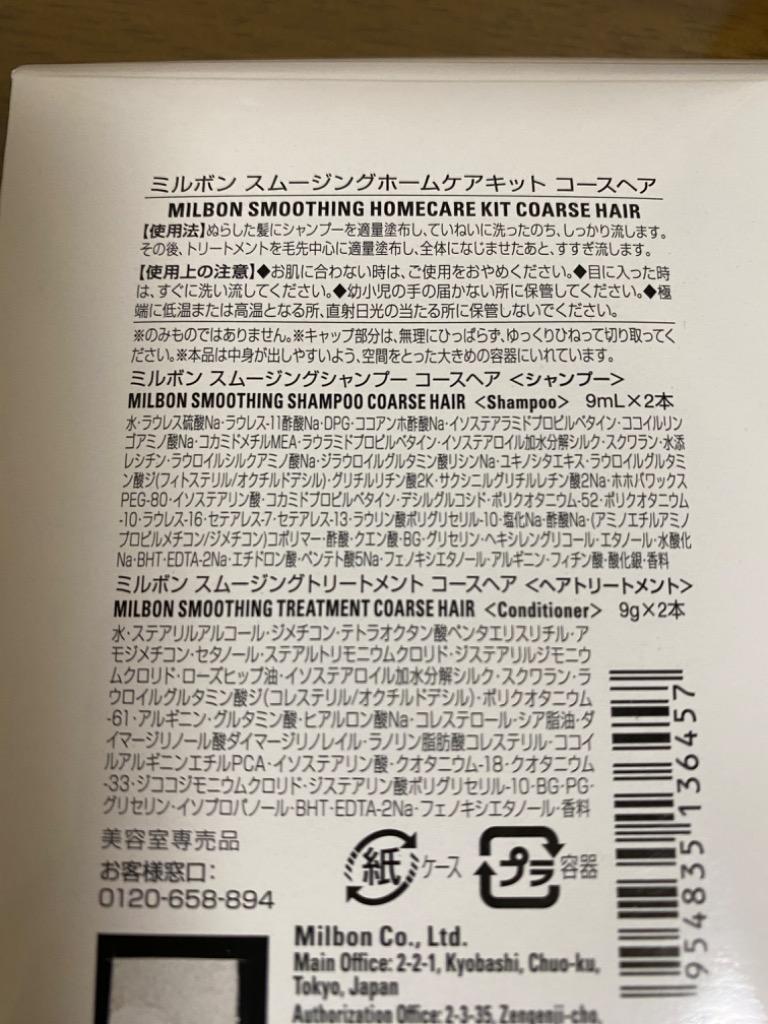 ミルボン スムージングホームケアキット コースヘア
MILBON SMOOTHING HOMECARE KIT COARSE HAIR
【使用法】ぬらした髪にシャンプーを適量塗布し、ていねいに洗ったのち、しっかり流します。
その後、トリートメントを毛先中心に適量塗布し、全体になじませたあと、すすぎ流します。
【使用上の注意】◆お肌に合わない時は、ご使用をおやめください。◆目に入った時
は、すぐに洗い流してください。◆幼小児の手の届かない所に保管してください。◆極
端に低温または高温となる所、直射日光の当たる所に保管しないでください。
※のみものではありません。※キャップ部分は、無理にひっぱらず、ゆっくりひねって切り取ってく
ださい。※本品は中身が出しやすいよう、空間をとった大きめの容器にいれています。
ミルボン スムージングシャンプー コースヘア <シャンプー>
MILBON SMOOTHING SHAMPOO COARSE HAIR <Shampoo> 9mL×2本
水・ラウレス硫酸Na・ラウレス-11酢酸Na・DPG・ココアンホ酢酸Na・イソステアラミドプロピルベタイン・ココイルリン
ゴアミノ酸Na・コカミドメチルMEA・ラウラミドプロピルベタイン・イソステアロイル加水分解シルク・スクワラン・水添
レシチン・ラウロイルシルクアミノ酸Na・ジラウロイルグルタミン酸リシンNa・ユキノシタエキス・ラウロイルグルタミ
ン酸ジ(フィトステリル/オクチルドデシル)・グリチルリチン酸2K・サクシニルグリチルレチン酸2Na・ホホバワックス
PEG-80・イソステアリン酸・コカミドプロピルベタイン・デシルグルコシド・ポリクオタニウム-52・ポリクオタニウム
-10・ラウレス-16・セテアレス-7・セテアレス-13・ラウリン酸ポリグリセリル-10・塩化Na・酢酸Na・(アミノエチルアミノ
プロピルメチコン/ジメチコン)コポリマー・酢酸・クエン酸・BG・グリセリン・ヘキシレングリコール・エタノール・水酸化
Na・BHT・EDTA-2Na・エチドロン酸・ペンテト酸5Na・フェノキシエタノール・アルギニン・フィチン酸・酸化銀・香料
ミルボン スムージングトリートメント コースヘア <ヘアトリートメント>
MILBON SMOOTHING TREATMENT COARSE HAIR <Conditioner> 9g×2本
水・ステアリルアルコール・ジメチコン・テトラオクタン酸ペンタエリスリチル・ア
モジメチコン・セタノール・ステアルトリモニウムクロリド・ジステアリルジモニウ
ムクロリド・ローズヒップ油・イソステアロイル加水分解シルク・スクワラン・ラ
ウロイルグルタミン酸ジ(コレステリル/オクチルドデシル)・ポリクオタニウム
-61・アルギニン・グルタミン酸・ヒアルロン酸Na・コレステロール・シア脂油・ダ
イマージリノール酸ダイマージリノレイル・ラノリン脂肪酸コレステリル・ココイ
ルアルギニンエチルPCA・イソステアリン酸・クオタニウム-18・クオタニウム
-33・ジココジモニウムクロリド・ジステアリン酸ポリグリセリル-10・BG・PG・
グリセリン・イソプロパノール・BHT・EDTA-2Na・フェノキシエタノール・香料
美容室専売品
お客様窓口:
0120-658-894
紙 ケース
プラ 容器
Milbon Co., Ltd.
Main Office: 2-2-1, Kyobashi, Chuo-ku,
Tokyo, Japan
Authorization Office: 2-3-35, Zengenji-cho,
954835 136457